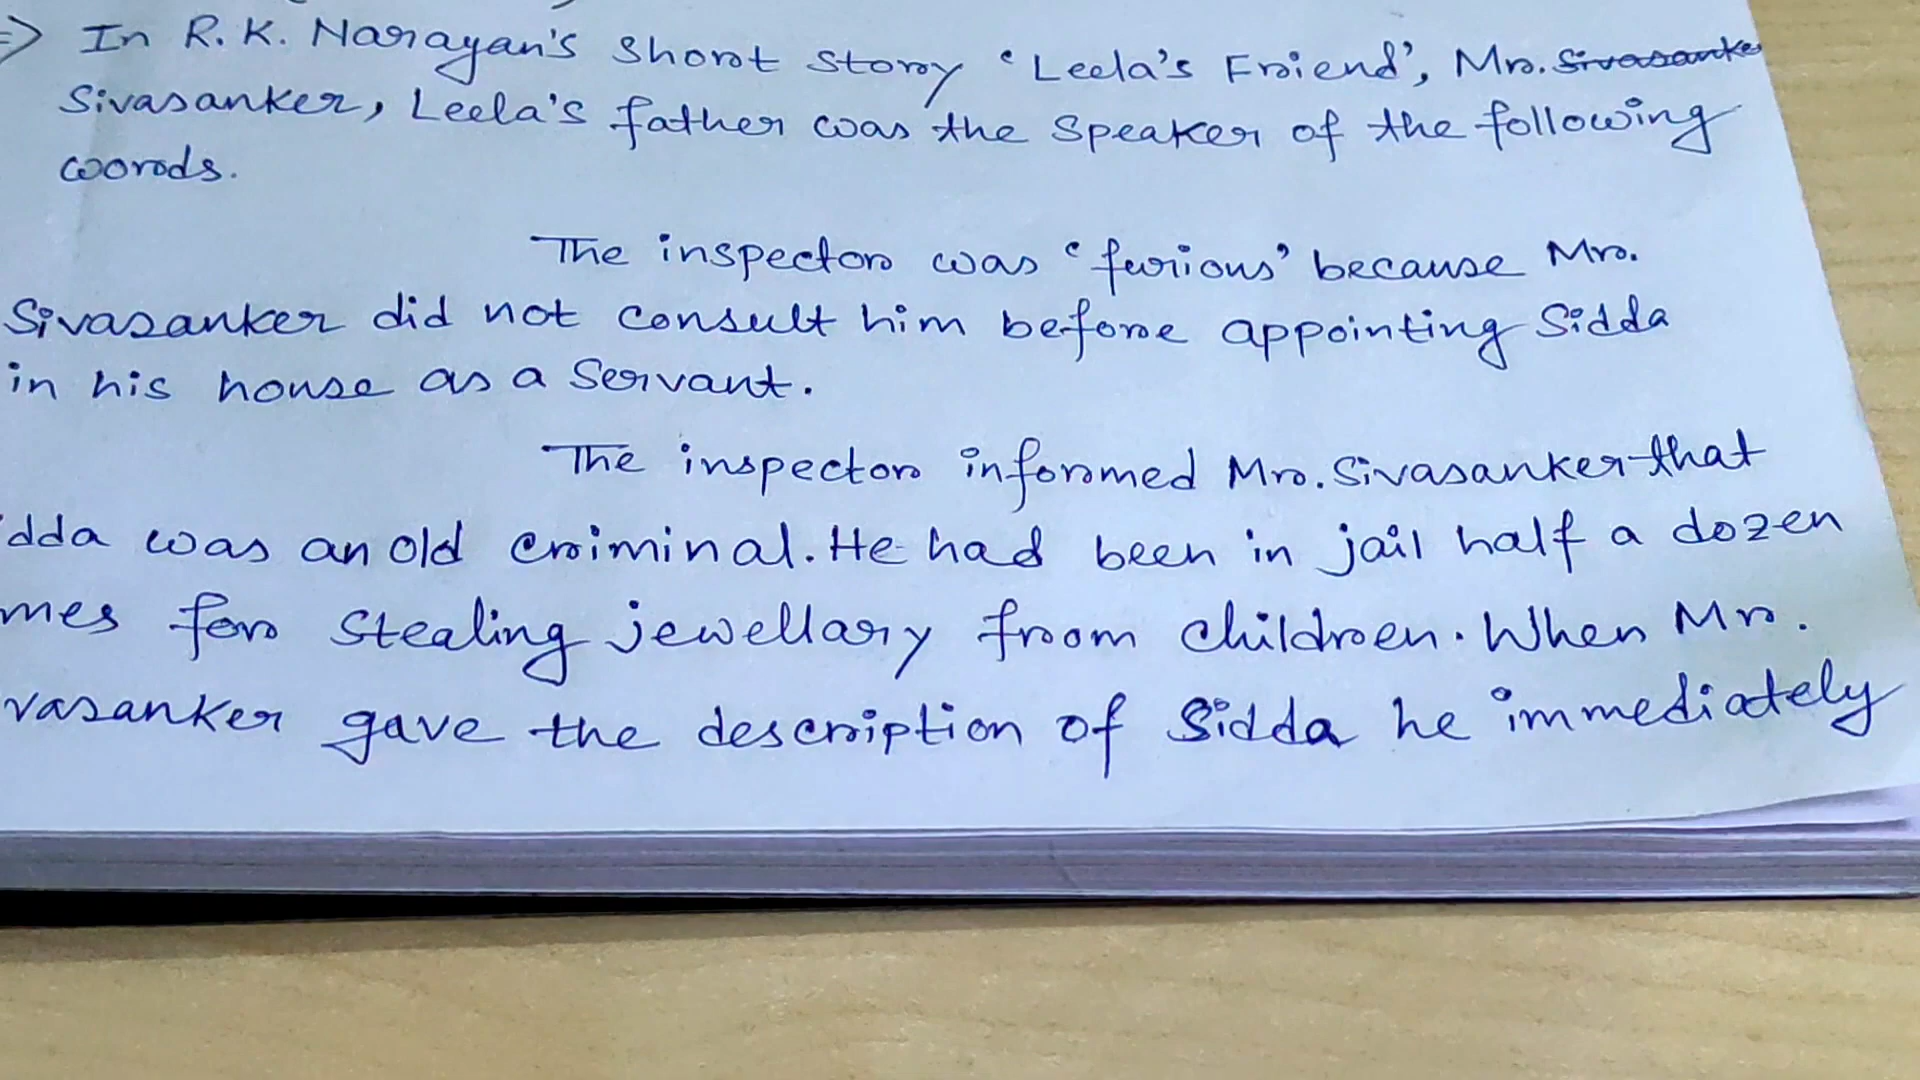 => In R. K. Narayan's short story 'Leela's Friend', Mr. Sivasanke
Sivasanker, Leela's father was the speaker of the following
words.
The inspector was 'furious' because Mr.
Sivasanker did not consult him before appointing Sidda
in his house as a servant.
The inspector informed Mr. Sivasanker that
dda was an old criminal. He had been in jail half a dozen
mes for stealing jewellary from children. When Mr.
vasanker gave the description of Sidda he immediately